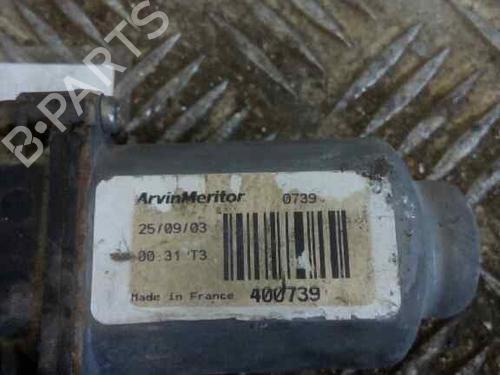 B-PARTS
ArvinMeritor 0739
25/09/03
00 31 T3
Made in France 400739